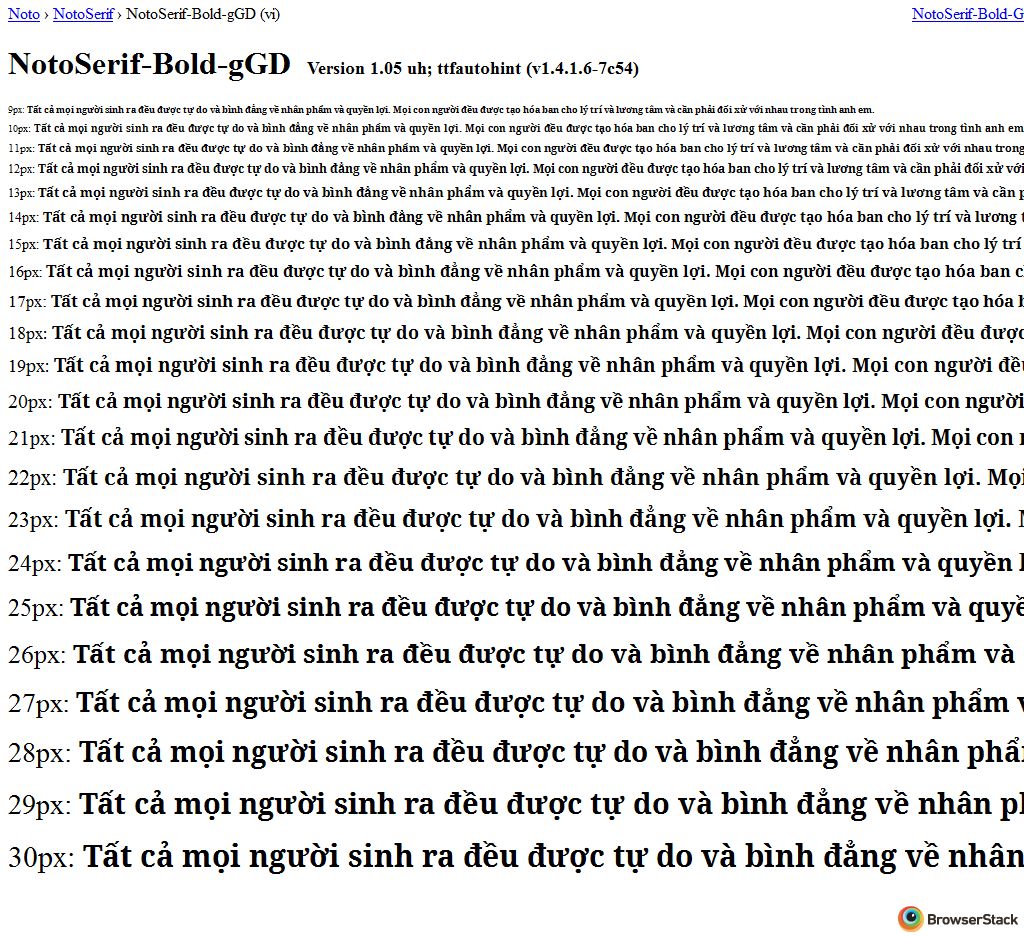 Noto › NotoSerif › NotoSerif-Bold-gGD (vi) NotoSerif-Bold-G
NotoSerif-Bold-gGD Version 1.05 uh; ttfautohint (v1.4.1.6-7c54)
9px: Tất cả mọi người sinh ra đều được tự do và bình đẳng về nhân phẩm và quyền lợi. Mọi con người đều được tạo hóa ban cho lý trí và lương tâm và cần phải đối xử với nhau trong tình anh em.
10px: Tất cả mọi người sinh ra đều được tự do và bình đẳng về nhân phẩm và quyền lợi. Mọi con người đều được tạo hóa ban cho lý trí và lương tâm và cần phải đối xử với nhau trong tình anh em
11px: Tất cả mọi người sinh ra đều được tự do và bình đẳng về nhân phẩm và quyền lợi. Mọi con người đều được tạo hóa ban cho lý trí và lương tâm và cần phải đối xử với nhau trong
12px: Tất cả mọi người sinh ra đều được tự do và bình đẳng về nhân phẩm và quyền lợi. Mọi con người đều được tạo hóa ban cho lý trí và lương tâm và cần phải đối xử với
13px: Tất cả mọi người sinh ra đều được tự do và bình đẳng về nhân phẩm và quyền lợi. Mọi con người đều được tạo hóa ban cho lý trí và lương tâm và cần
14px: Tất cả mọi người sinh ra đều được tự do và bình đẳng về nhân phẩm và quyền lợi. Mọi con người đều được tạo hóa ban cho lý trí và lương
15px: Tất cả mọi người sinh ra đều được tự do và bình đẳng về nhân phẩm và quyền lợi. Mọi con người đều được tạo hóa ban cho lý trí
16px: Tất cả mọi người sinh ra đều được tự do và bình đẳng về nhân phẩm và quyền lợi. Mọi con người đều được tạo hóa ban
17px: Tất cả mọi người sinh ra đều được tự do và bình đẳng về nhân phẩm và quyền lợi. Mọi con người đều được tạo hóa
18px: Tất cả mọi người sinh ra đều được tự do và bình đẳng về nhân phẩm và quyền lợi. Mọi con người đều được
19px: Tất cả mọi người sinh ra đều được tự do và bình đẳng về nhân phẩm và quyền lợi. Mọi con người đều
20px: Tất cả mọi người sinh ra đều được tự do và bình đẳng về nhân phẩm và quyền lợi. Mọi con người
21px: Tất cả mọi người sinh ra đều được tự do và bình đẳng về nhân phẩm và quyền lợi. Mọi con
22px: Tất cả mọi người sinh ra đều được tự do và bình đẳng về nhân phẩm và quyền lợi. Mọi
23px: Tất cả mọi người sinh ra đều được tự do và bình đẳng về nhân phẩm và quyền lợi.
24px: Tất cả mọi người sinh ra đều được tự do và bình đẳng về nhân phẩm và quyền
25px: Tất cả mọi người sinh ra đều được tự do và bình đẳng về nhân phẩm và quyề
26px: Tất cả mọi người sinh ra đều được tự do và bình đẳng về nhân phẩm và
27px: Tất cả mọi người sinh ra đều được tự do và bình đẳng về nhân phẩm
28px: Tất cả mọi người sinh ra đều được tự do và bình đẳng về nhân phẩ
29px: Tất cả mọi người sinh ra đều được tự do và bình đẳng về nhân p
30px: Tất cả mọi người sinh ra đều được tự do và bình đẳng về nhân
BrowserStack